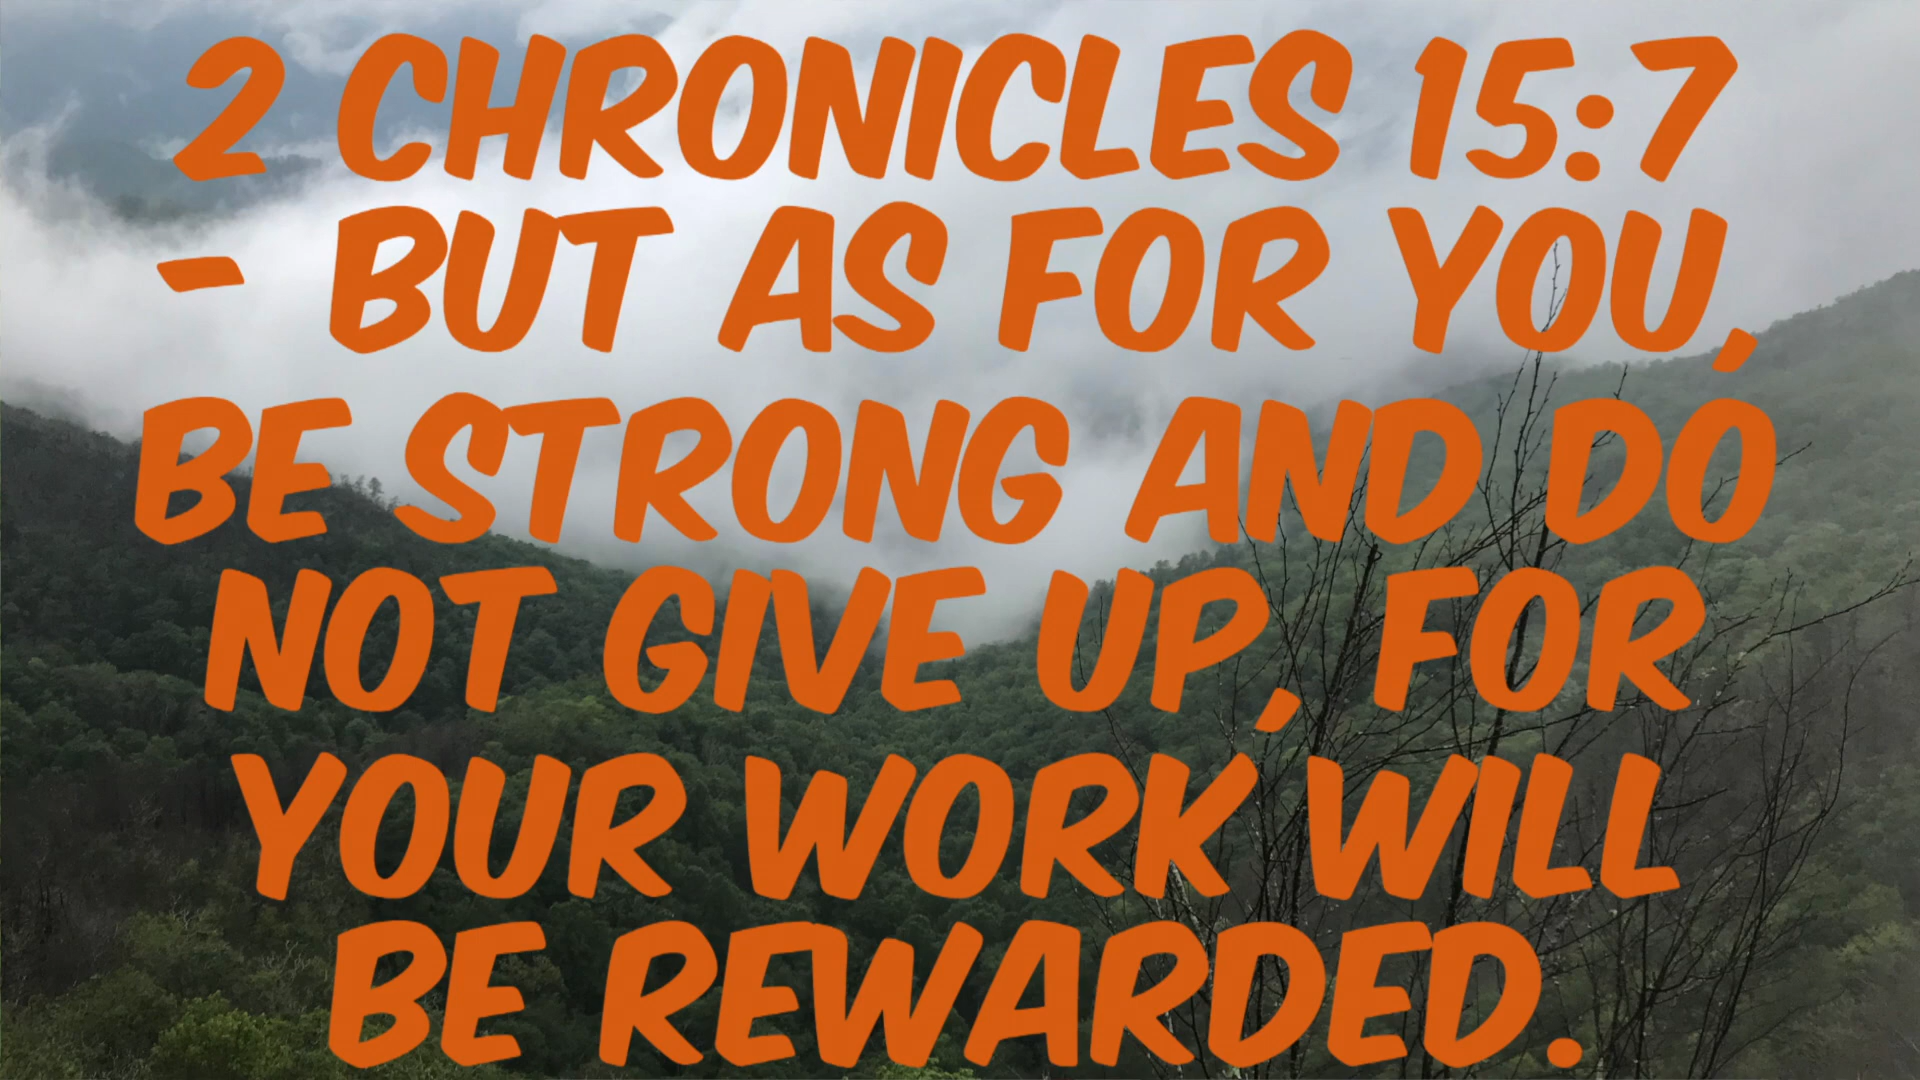 2 CHRONICLES 15:7
- BUT AS FOR YOU,
BE STRONG AND DO
NOT GIVE UP, FOR
YOUR WORK WILL
BE REWARDED.